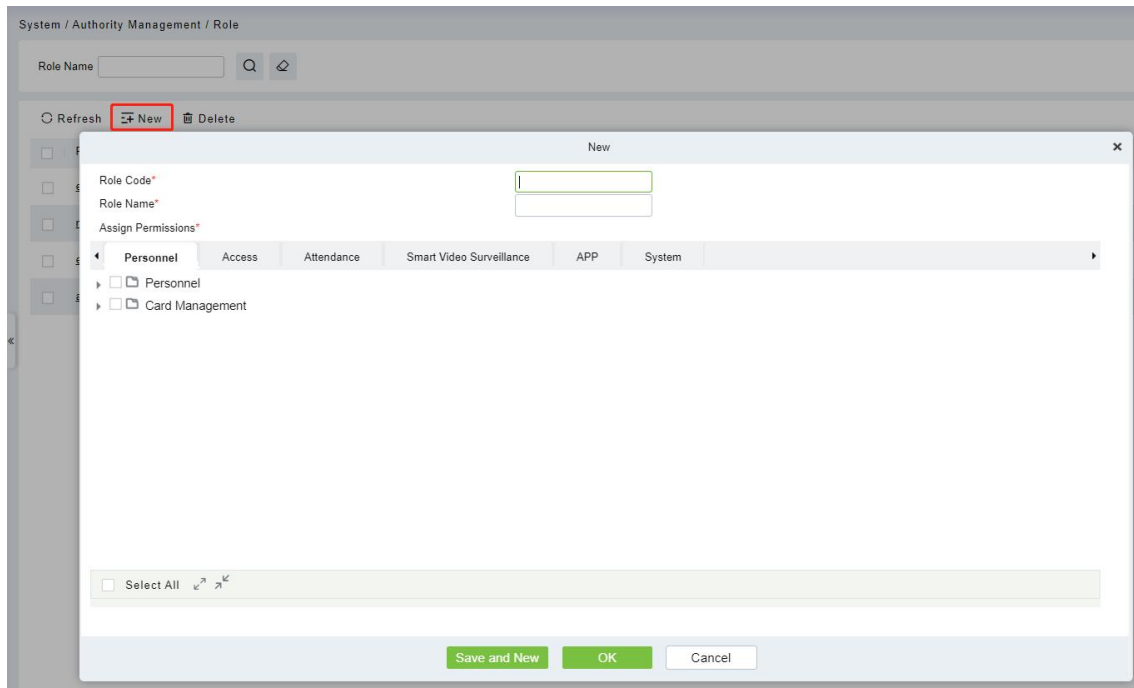 System / Authority Management / Role
Role Name
Refresh New Delete
New
Role Code*
Role Name*
Assign Permissions*
Personnel Access Attendance Smart Video Surveillance APP System
Personnel
Card Management
Select All
Save and New OK Cancel